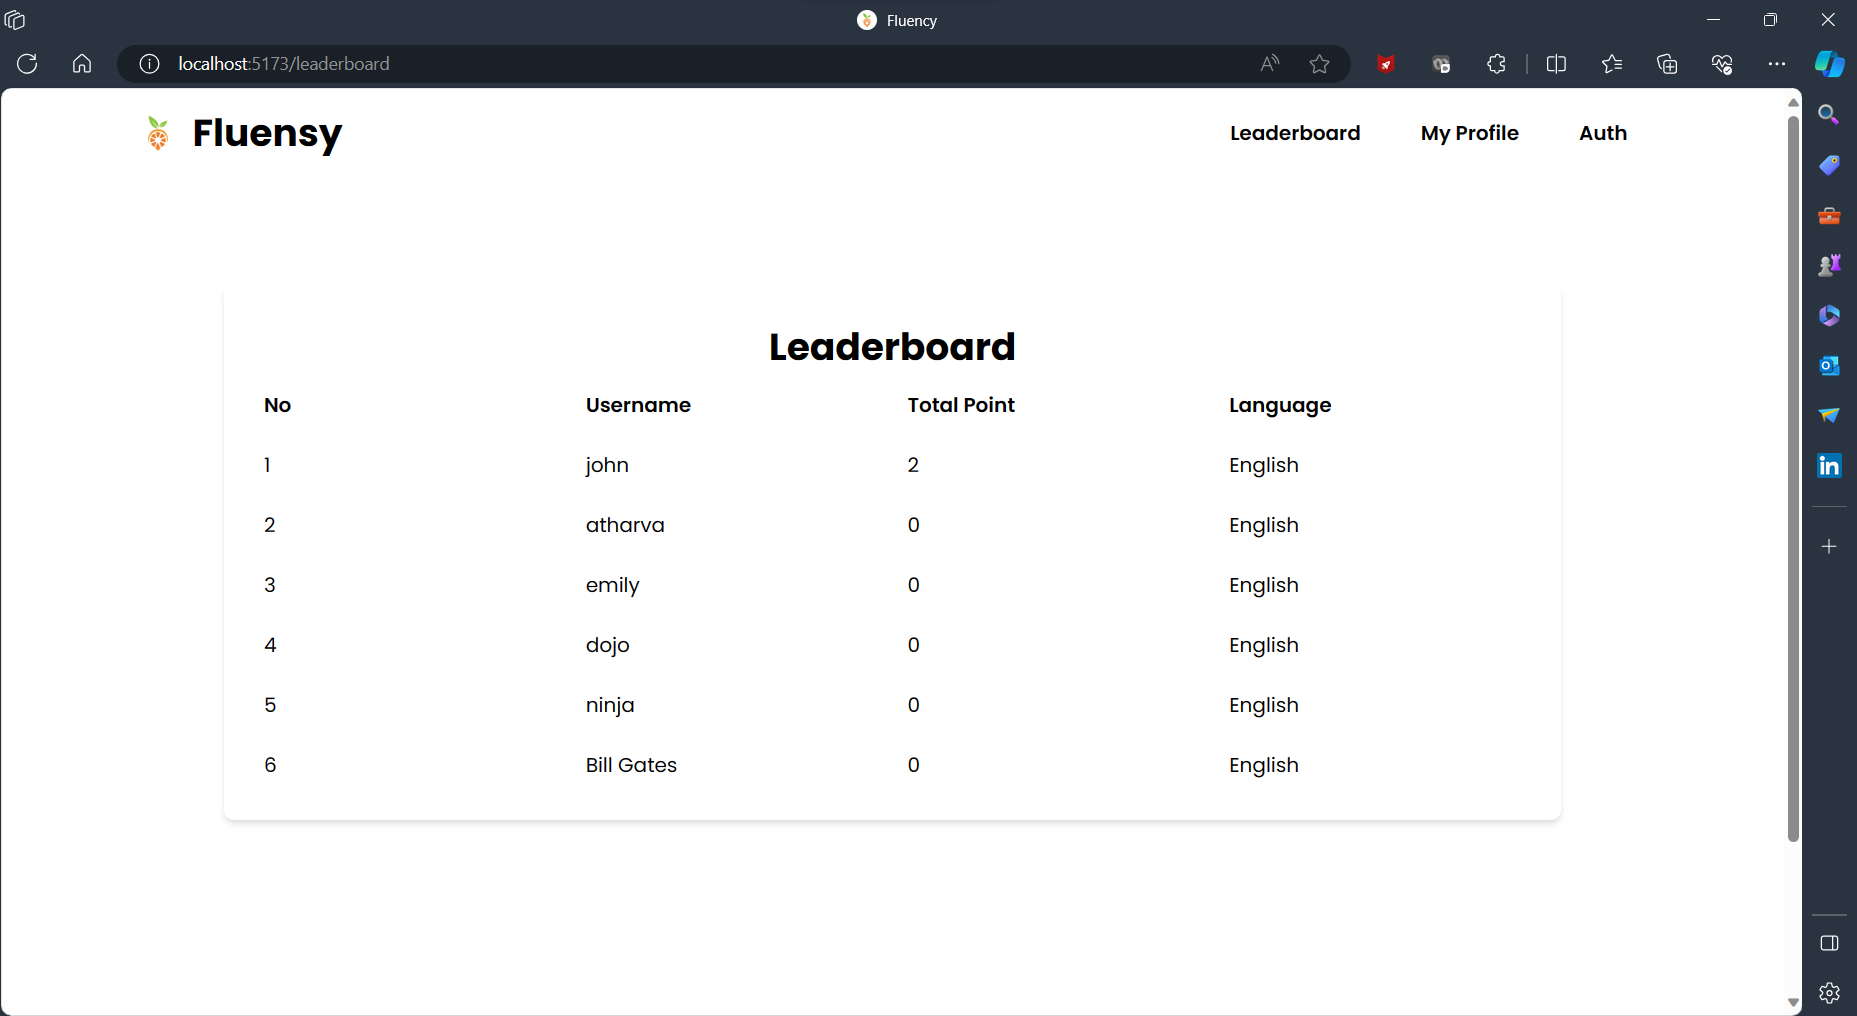 Fluency
localhost:5173/leaderboard
Fluensy
Leaderboard My Profile Auth
Leaderboard
No Username Total Point Language
1 john 2 English
2 atharva 0 English
3 emily 0 English
4 dojo 0 English
5 ninja 0 English
6 Bill Gates 0 English